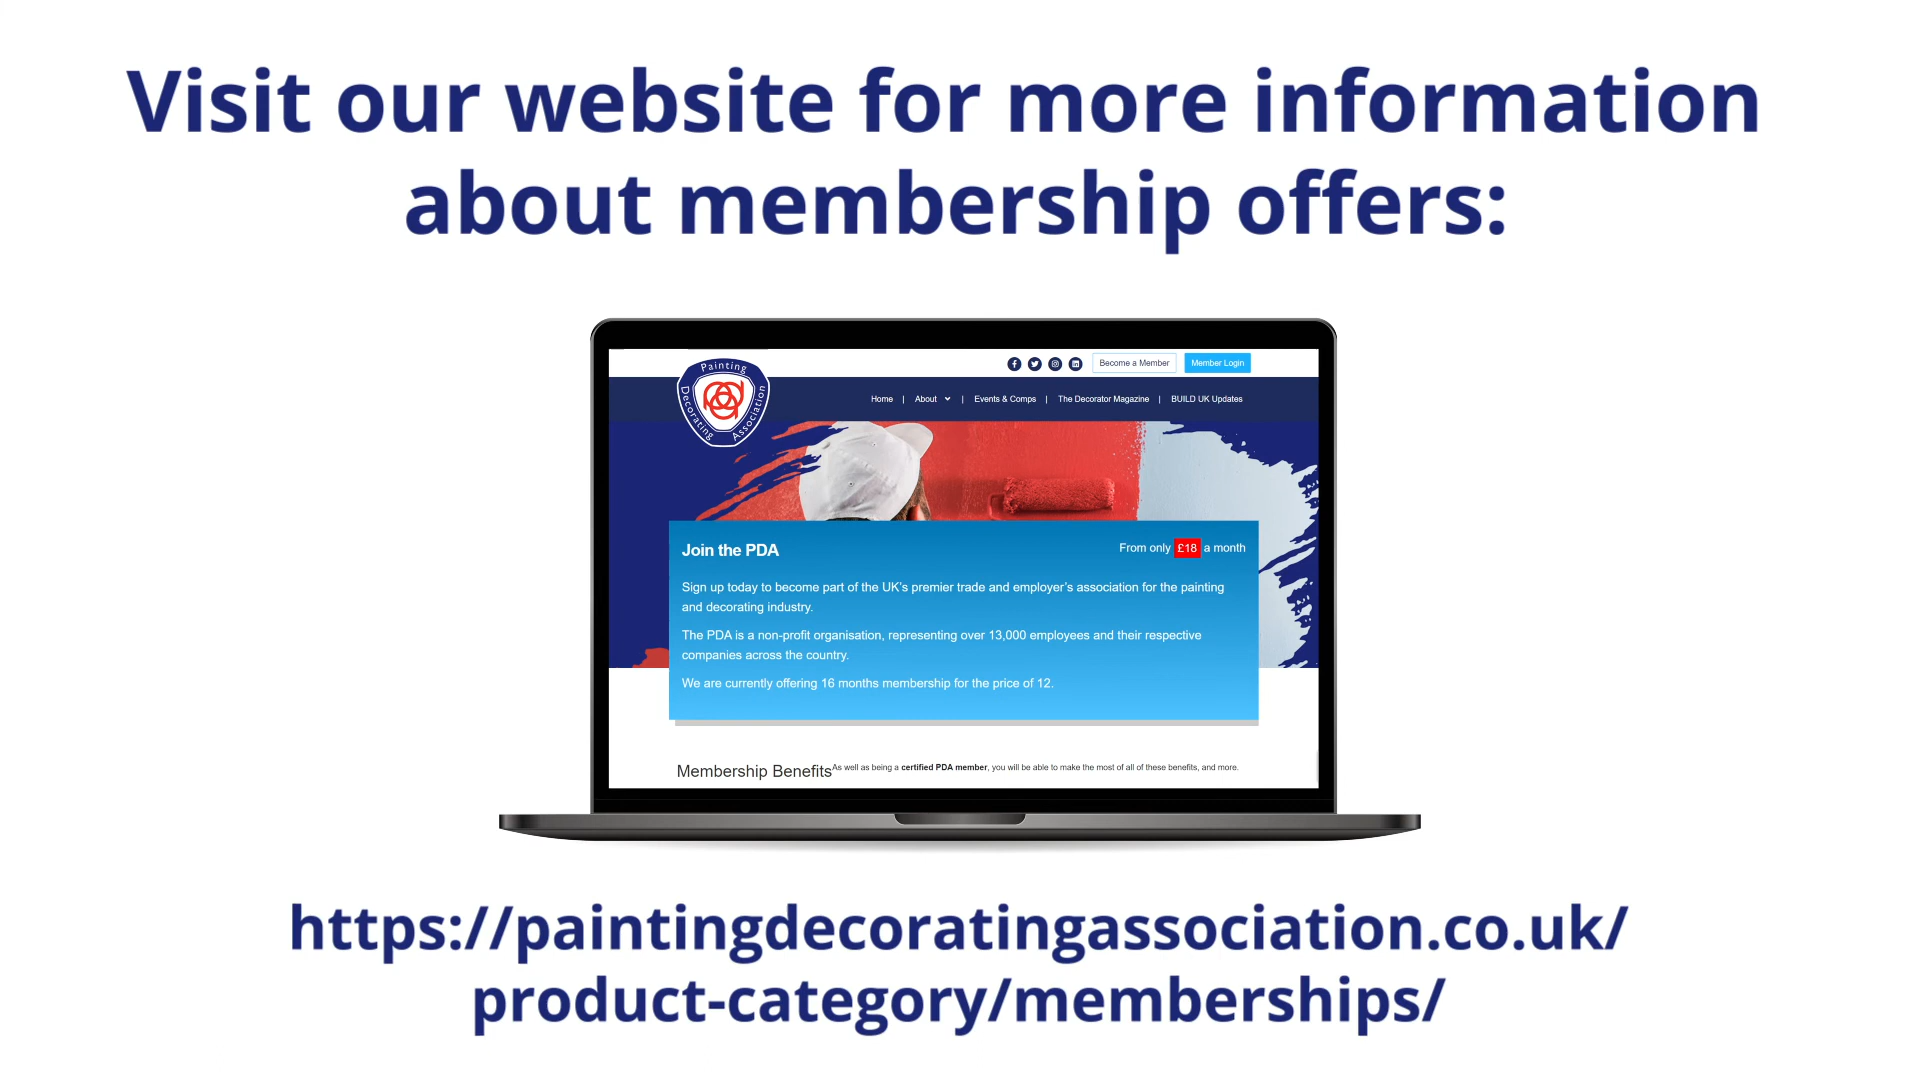 Visit our website for more information
about membership offers:
Painting
Decorating
Association
Become a Member
Member Login
Home | About | Events & Comps | The Decorator Magazine | BUILD UK Updates
Join the PDA
From only £18 a month
Sign up today to become part of the UK's premier trade and employer's association for the painting
and decorating industry.
The PDA is a non-profit organisation, representing over 13,000 employees and their respective
companies across the country.
We are currently offering 16 months membership for the price of 12.
Membership Benefits
As well as being a certified PDA member, you will be able to make the most of all of these benefits, and more.
https://paintingdecoratingassociation.co.uk/
product-category/memberships/